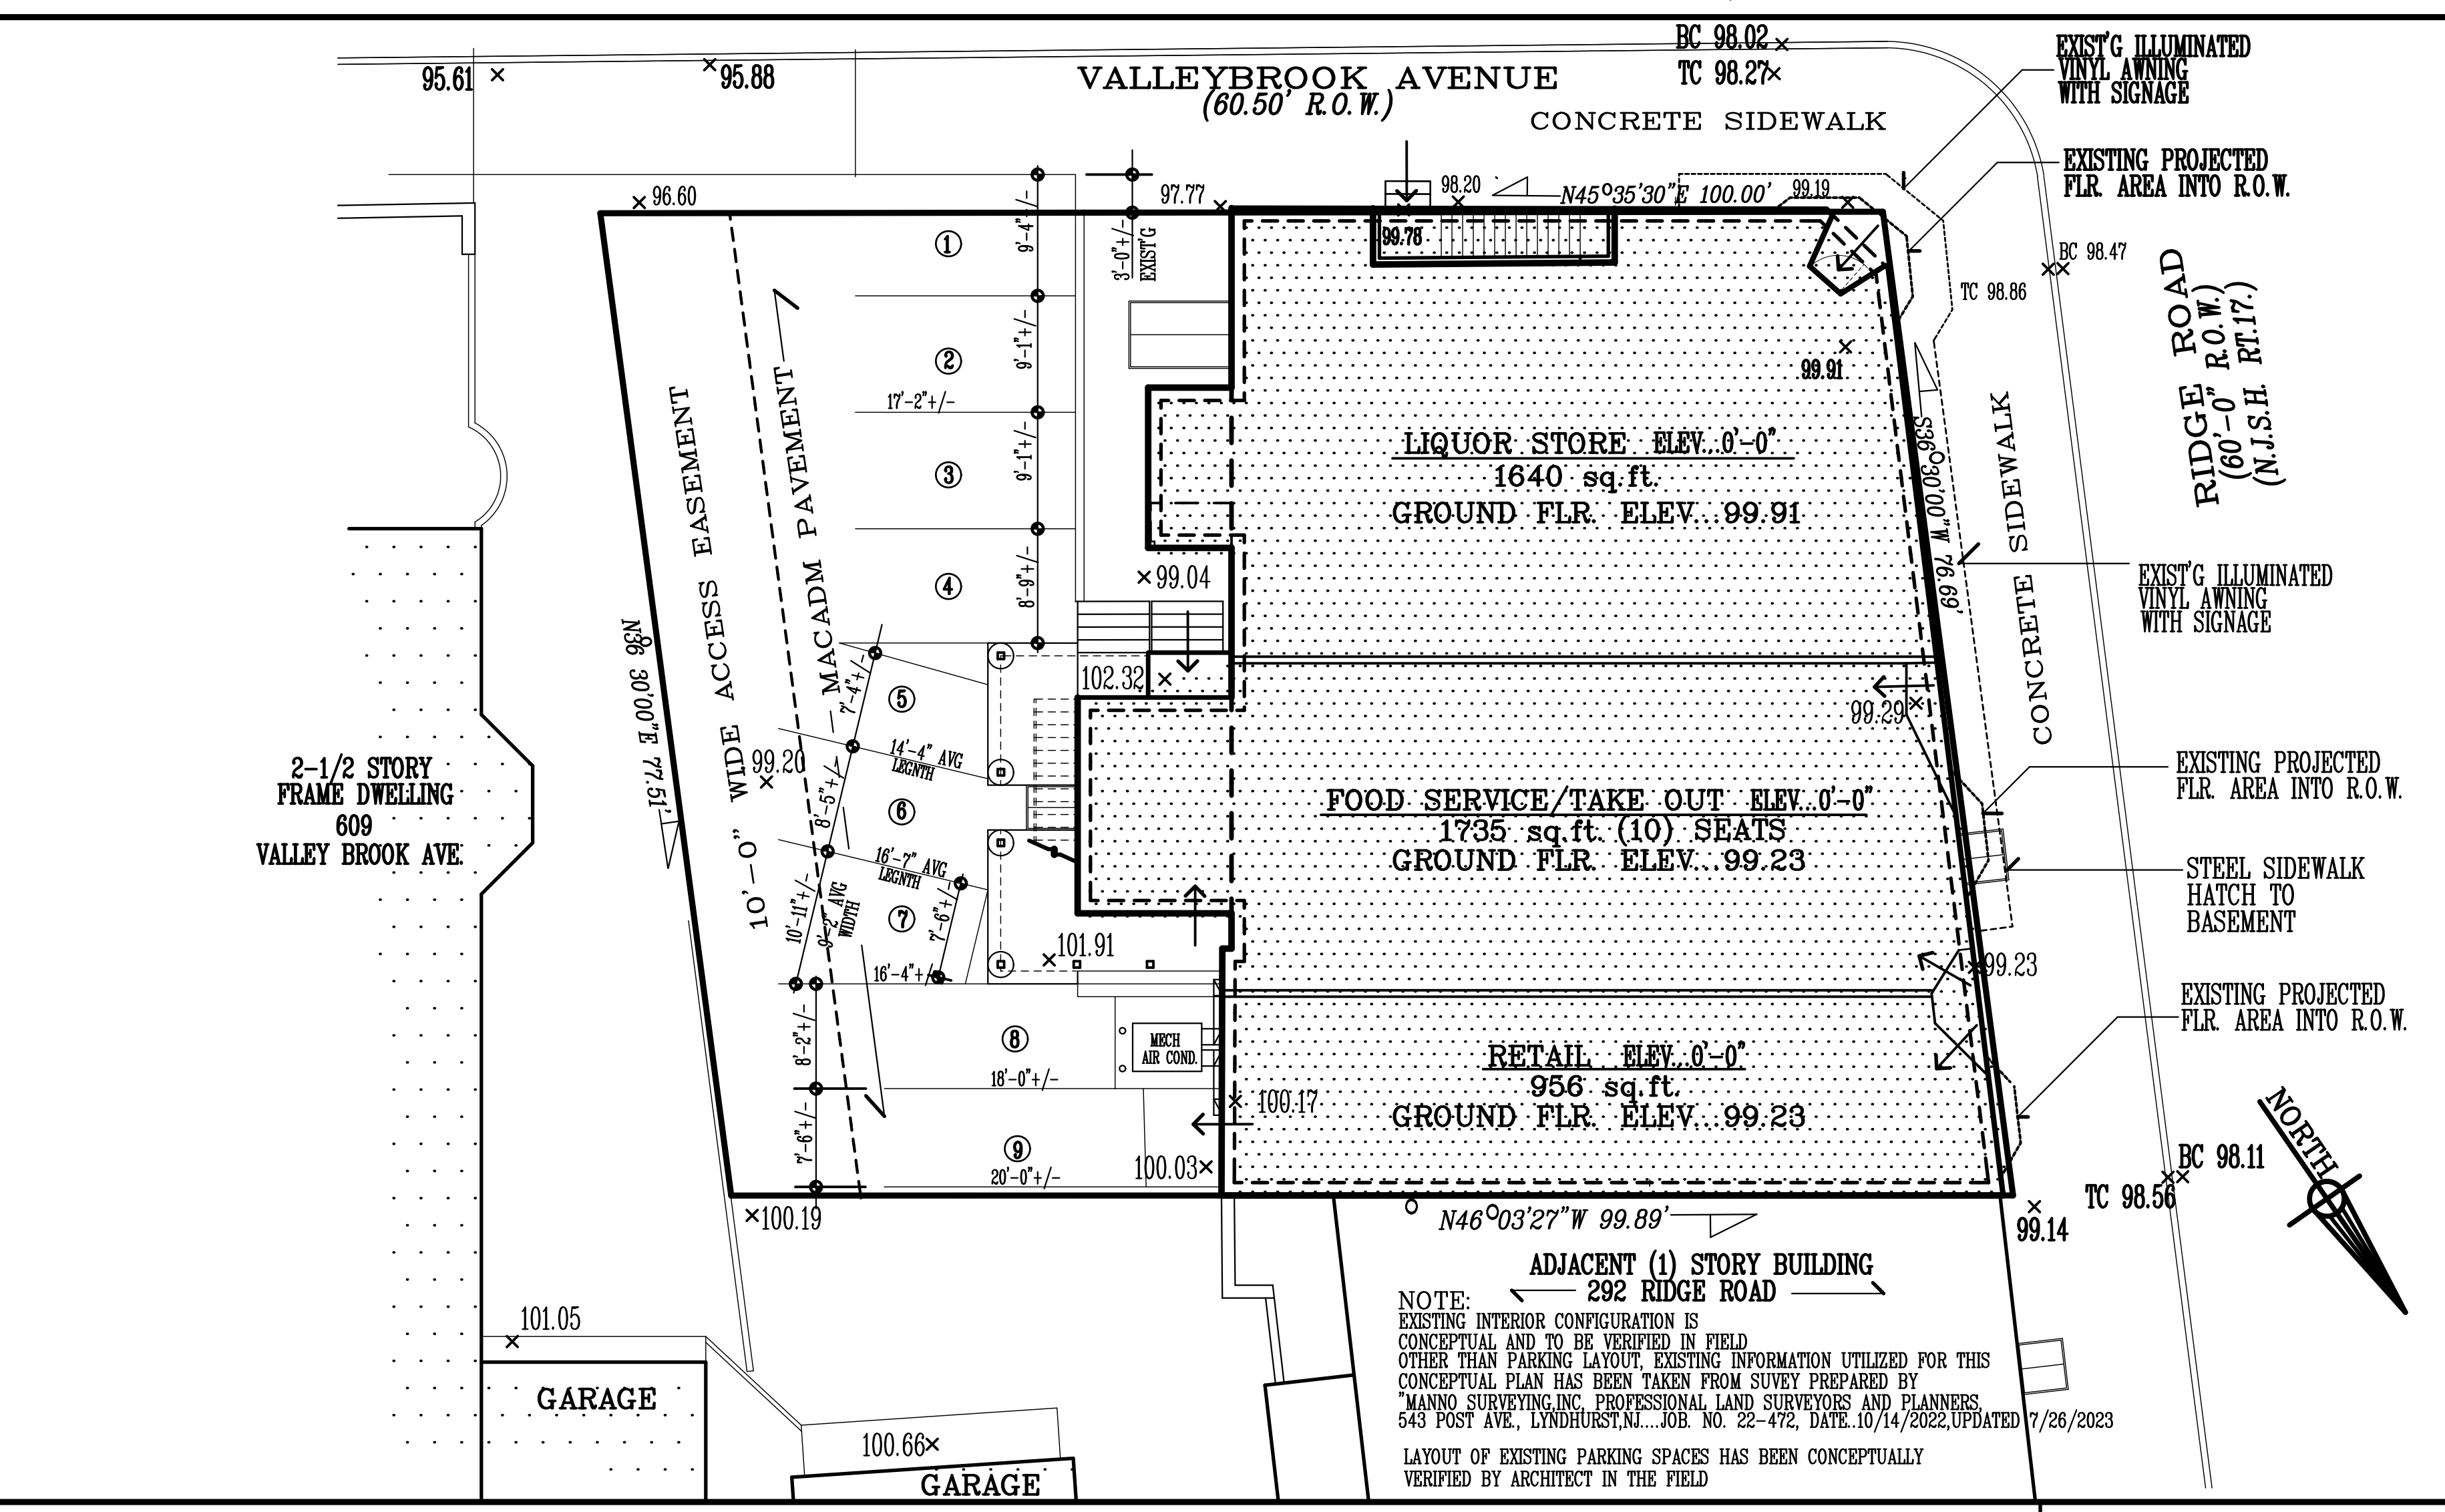 BC 98.02
TC 98.27
EXIST'G ILLUMINATED
VINYL AWNING
WITH SIGNAGE
95.61
95.88
VALLEYBROOK AVENUE
(60.50' R.O.W.)
CONCRETE SIDEWALK
EXISTING PROJECTED
FLR. AREA INTO R.O.W.
96.60
97.77
98.20
N45°35'30"E 100.00'
99.19
99.78
BC 98.47
TC 98.86
RIDGE ROAD
(60'-0" R.O.W.)
(N.J.S.H. RT.17.)
1
9'-4"+/-
3'-0"+/-
EXIST'G
2
9'-1"+/-
17'-2"+/-
3
9'-1"+/-
4
8'-9"+/-
99.91
LIQUOR STORE ELEV...0'-0"
1640 sq.ft.
GROUND FLR. ELEV...99.91
S36°30'00"W 76.69'
CONCRETE SIDEWALK
99.04
EXIST'G ILLUMINATED
VINYL AWNING
WITH SIGNAGE
MACADM PAVEMENT
10'-0" WIDE ACCESS EASEMENT
N36°30'00"E 77.51'
102.32
7'-4"+/-
5
99.29
99.20
14'-4" AVG
LEGNTH
8'-5"+/-
6
2-1/2 STORY
FRAME DWELLING
609
VALLEY BROOK AVE.
FOOD SERVICE/TAKE OUT ELEV...0'-0"
1735 sq.ft. (10) SEATS
GROUND FLR. ELEV...99.23
EXISTING PROJECTED
FLR. AREA INTO R.O.W.
STEEL SIDEWALK
HATCH TO
BASEMENT
16'-7" AVG
LEGNTH
10'-11"+/-
9'-2" AVG
WIDTH
7
7'-6"+/-
16'-4"+/-
101.91
99.23
EXISTING PROJECTED
FLR. AREA INTO R.O.W.
8'-2"+/-
8
18'-0"+/-
MECH
AIR COND.
RETAIL ELEV...0'-0"
956 sq.ft.
GROUND FLR. ELEV...99.23
100.17
7'-6"+/-
9
20'-0"+/-
100.03
NORTH
BC 98.11
TC 98.56
99.14
100.19
N46°03'27"W 99.89'
ADJACENT (1) STORY BUILDING
292 RIDGE ROAD
NOTE:
EXISTING INTERIOR CONFIGURATION IS
CONCEPTUAL AND TO BE VERIFIED IN FIELD
OTHER THAN PARKING LAYOUT, EXISTING INFORMATION UTILIZED FOR THIS
CONCEPTUAL PLAN HAS BEEN TAKEN FROM SUVEY PREPARED BY
"MANNO SURVEYING,INC, PROFESSIONAL LAND SURVEYORS AND PLANNERS,
543 POST AVE., LYNDHURST,NJ....JOB. NO. 22-472, DATE..10/14/2022,UPDATED 7/26/2023
LAYOUT OF EXISTING PARKING SPACES HAS BEEN CONCEPTUALLY
VERIFIED BY ARCHITECT IN THE FIELD
101.05
GARAGE
100.66
GARAGE